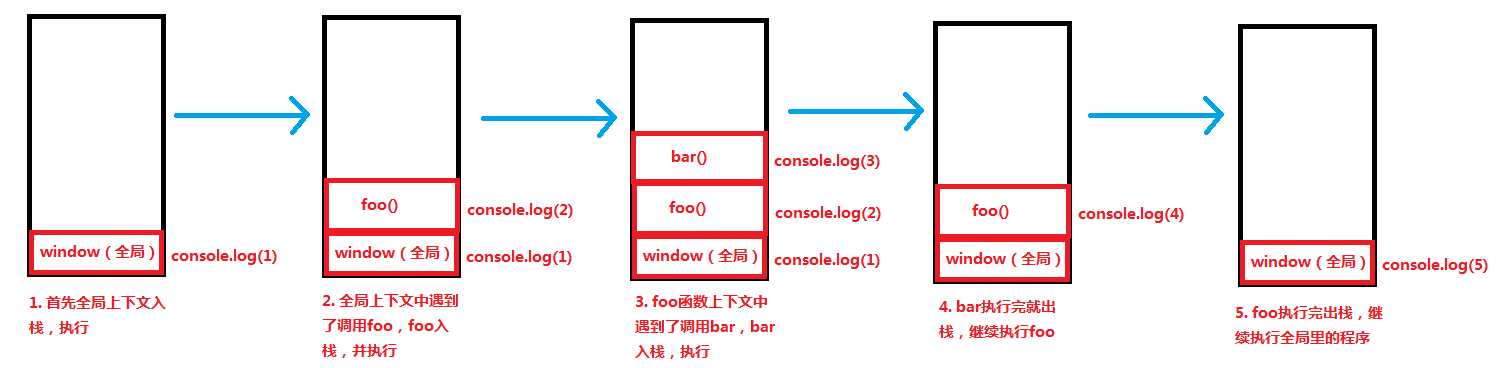 window（全局）
console.log(1)
1. 首先全局上下文入
栈，执行
foo()
console.log(2)
window（全局）
console.log(1)
2. 全局上下文中遇到
了调用foo，foo入
栈，并执行
bar()
console.log(3)
foo()
console.log(2)
window（全局）
console.log(1)
3. foo函数上下文中
遇到了调用bar，bar
入栈，执行
foo()
console.log(4)
window（全局）
4. bar执行完就出
栈，继续执行foo
window（全局）
console.log(5)
5. foo执行完出栈，继
续执行全局里的程序